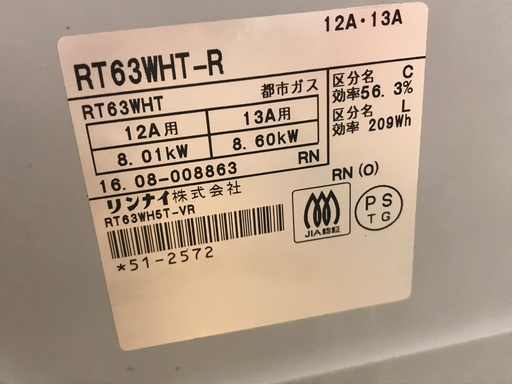 12A・13A
RT63WHT-R
RT63WHT 都市ガス
区分名 C
効率56.3%
12A用 13A用
区分名 L
8.01kW 8.60kW
効率 209Wh
16.08-008863 RN
RN(O)
リンナイ株式会社
RT63WH5T-VR
JIA認証
PS
TG
*51-2572